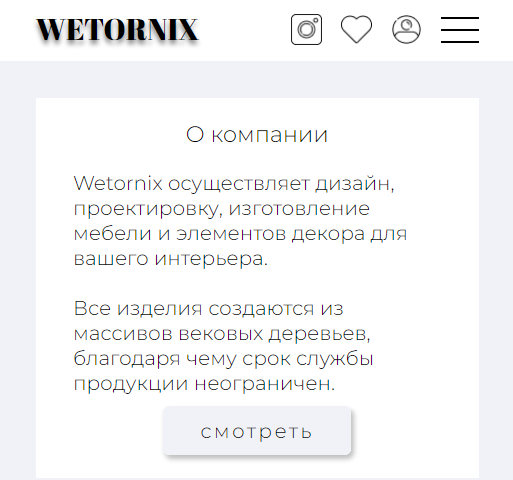 WETORNIX
О компании
Wetornix осуществляет дизайн,
проектировку, изготовление
мебели и элементов декора для
вашего интерьера.
Все изделия создаются из
массивов вековых деревьев,
благодаря чему срок службы
продукции неограничен.
смотреть